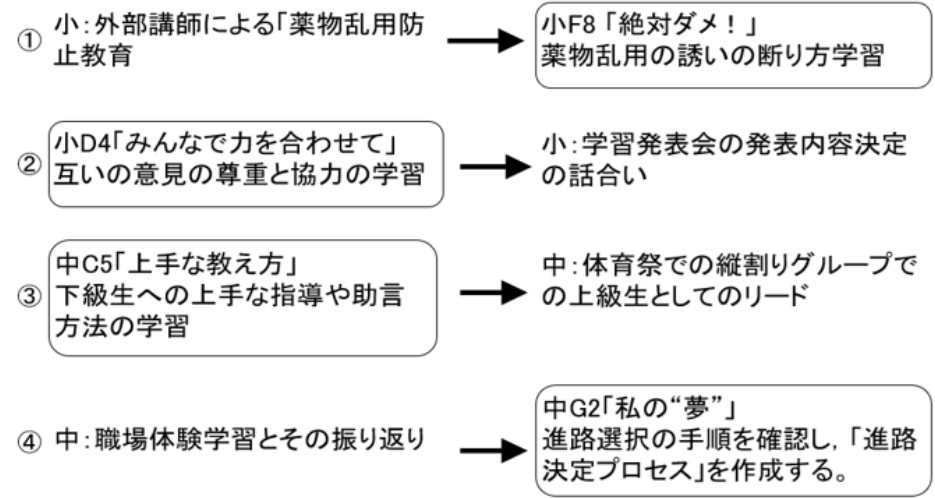 ① 小:外部講師による「薬物乱用防
止教育
小F8「絶対ダメ!」
薬物乱用の誘いの断り方学習
② 小D4「みんなで力を合わせて」
互いの意見の尊重と協力の学習
小:学習発表会の発表内容決定
の話合い
③ 中C5「上手な教え方」
下級生への上手な指導や助言
方法の学習
中:体育祭での縦割りグループで
の上級生としてのリード
④ 中:職場体験学習とその振り返り
中G2「私の“夢”」
進路選択の手順を確認し,「進路
決定プロセス」を作成する。